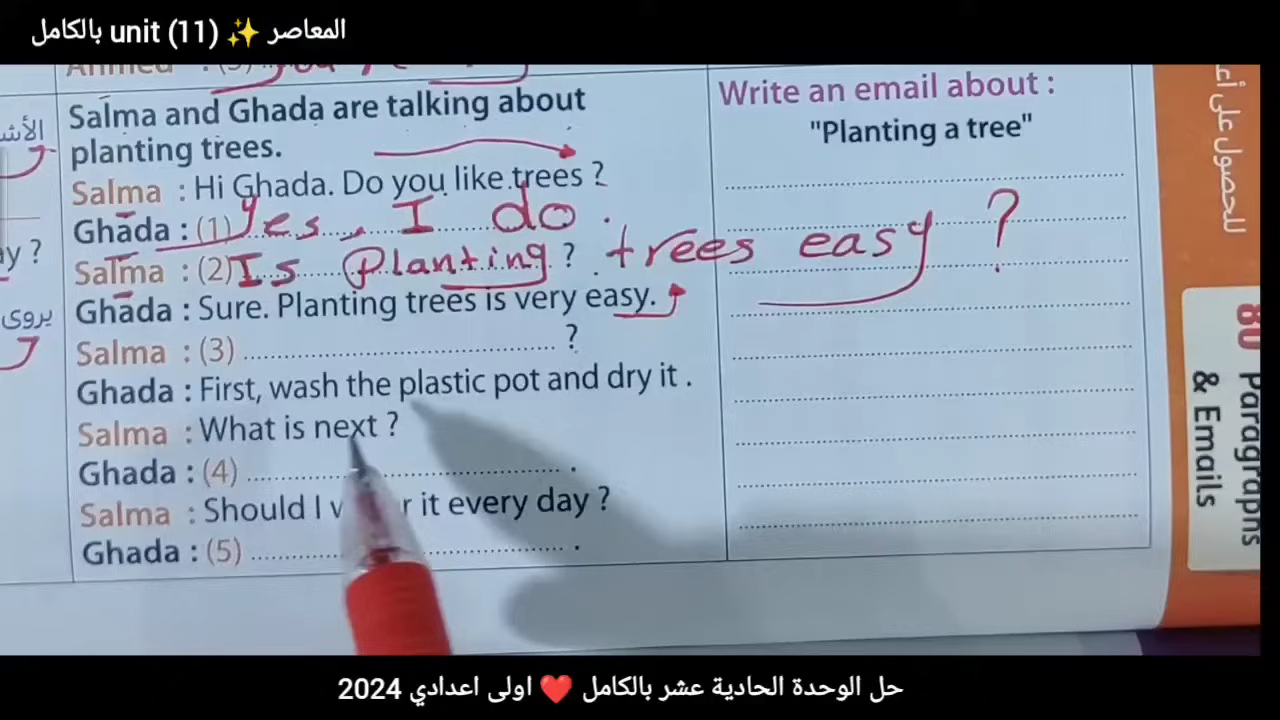 المعاصر ✨ unit (11) بالكامل
Salma and Ghada are talking about
planting trees.
Salma : Hi Ghada. Do you like trees ?
Ghada : (1) Yes, I do .
Salma : (2) Is Planting ? trees easy ?
Ghada : Sure. Planting trees is very easy.
Salma : (3) ........................ ?
Ghada : First, wash the plastic pot and dry it .
Salma : What is next ?
Ghada : (4) ........................ .
Salma : Should I it every day ?
Ghada : (5) ........................ .
Write an email about :
"Planting a tree"
للحصول على
80 Paragraphs
& Emails
ay ?
يروى
حل الوحدة الحادية عشر بالكامل ❤️ اولى اعدادي 2024